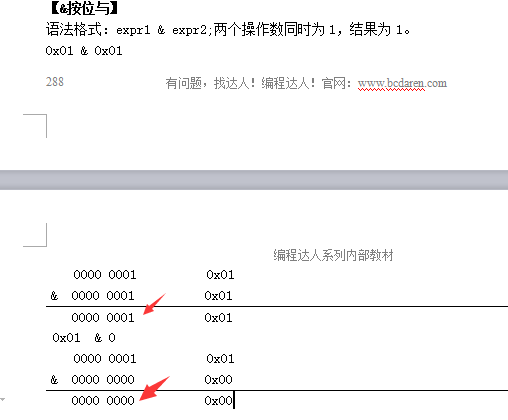 【&按位与】
语法格式：expr1 & expr2;两个操作数同时为1，结果为1。
0x01 & 0x01
288 有问题，找达人！编程达人！官网：www.bcdaren.com
编程达人系列内部教材
0000 0001 0x01
& 0000 0001 0x01
0000 0001 0x01
0x01 & 0
0000 0001 0x01
& 0000 0000 0x00
0000 0000 0x00